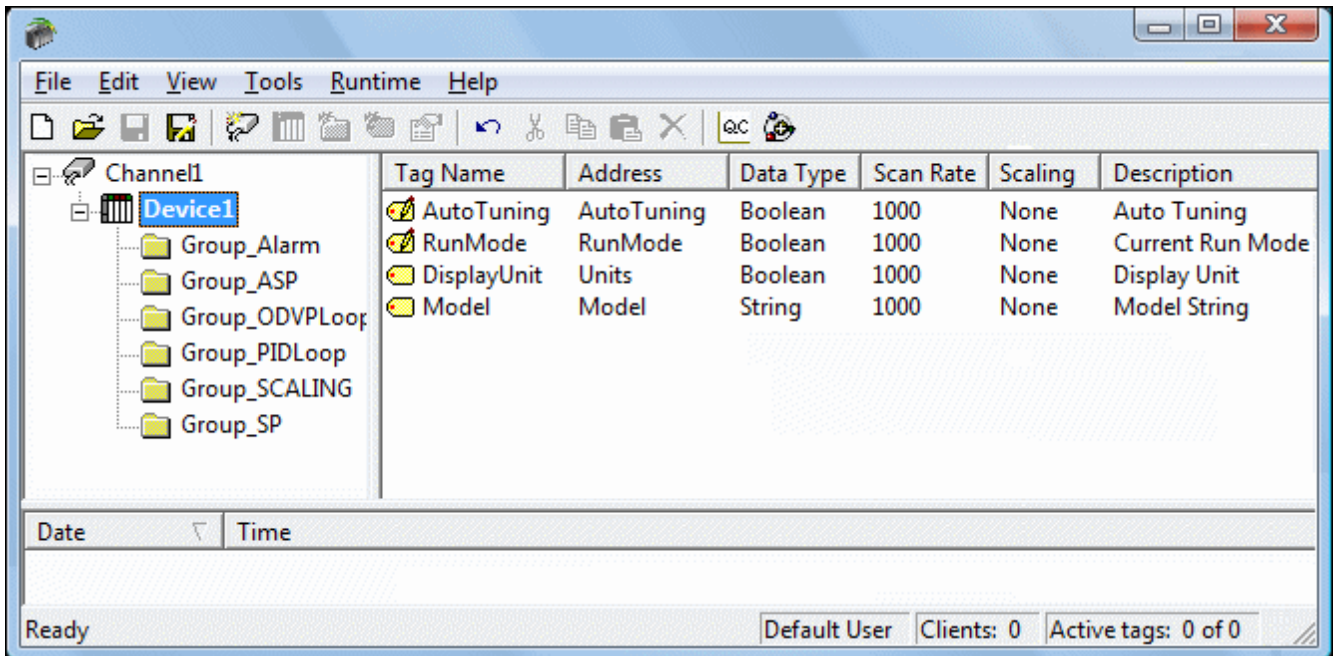 File Edit View Tools Runtime Help
QC
Channel1
Device1
Group_Alarm
Group_ASP
Group_ODVPLoop
Group_PIDLoop
Group_SCALING
Group_SP
Tag Name Address Data Type Scan Rate Scaling Description
AutoTuning AutoTuning Boolean 1000 None Auto Tuning
RunMode RunMode Boolean 1000 None Current Run Mode
DisplayUnit Units Boolean 1000 None Display Unit
Model Model String 1000 None Model String
Date Time
Ready Default User Clients: 0 Active tags: 0 of 0